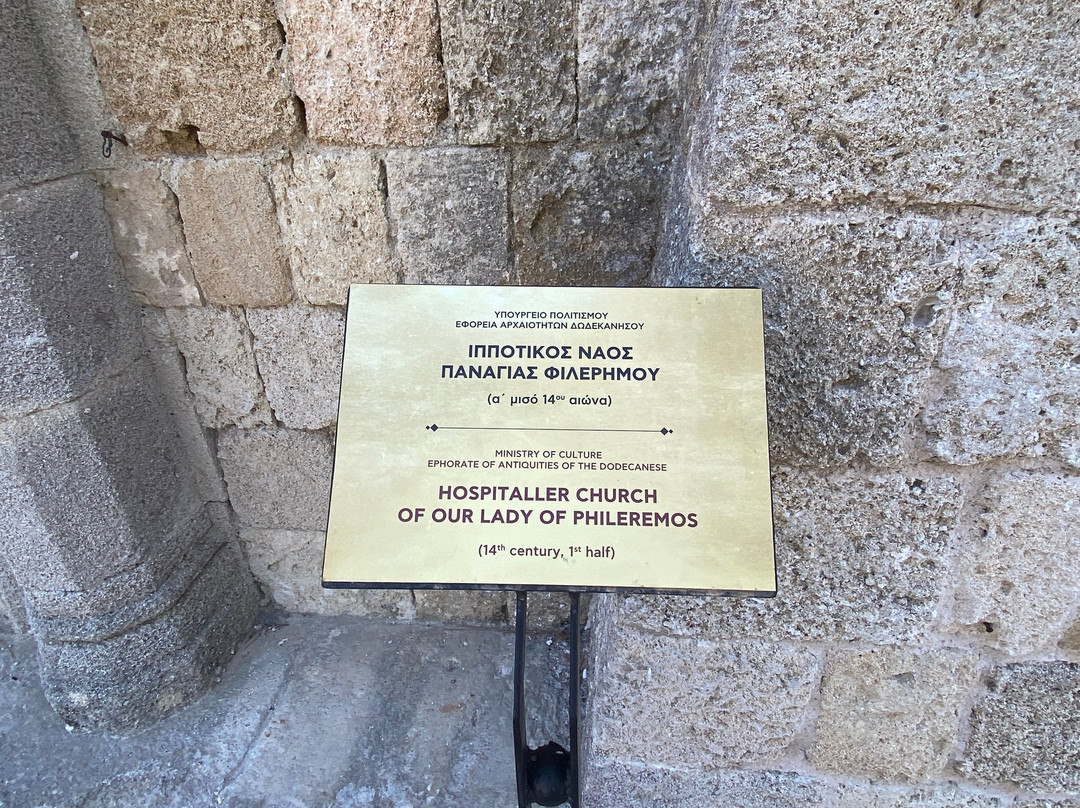 ΥΠΟΥΡΓΕΙΟ ΠΟΛΙΤΙΣΜΟΥ
ΕΦΟΡΕΙΑ ΑΡΧΑΙΟΤΗΤΩΝ ΔΩΔΕΚΑΝΗΣΟΥ
ΙΠΠΟΤΙΚΟΣ ΝΑΟΣ
ΠΑΝΑΓΙΑΣ ΦΙΛΕΡΗΜΟΥ
(α΄ μισό 14ου αιώνα)
MINISTRY OF CULTURE
EPHORATE OF ANTIQUITIES OF THE DODECANESE
HOSPITALLER CHURCH
OF OUR LADY OF PHILEREMOS
(14th century, 1st half)